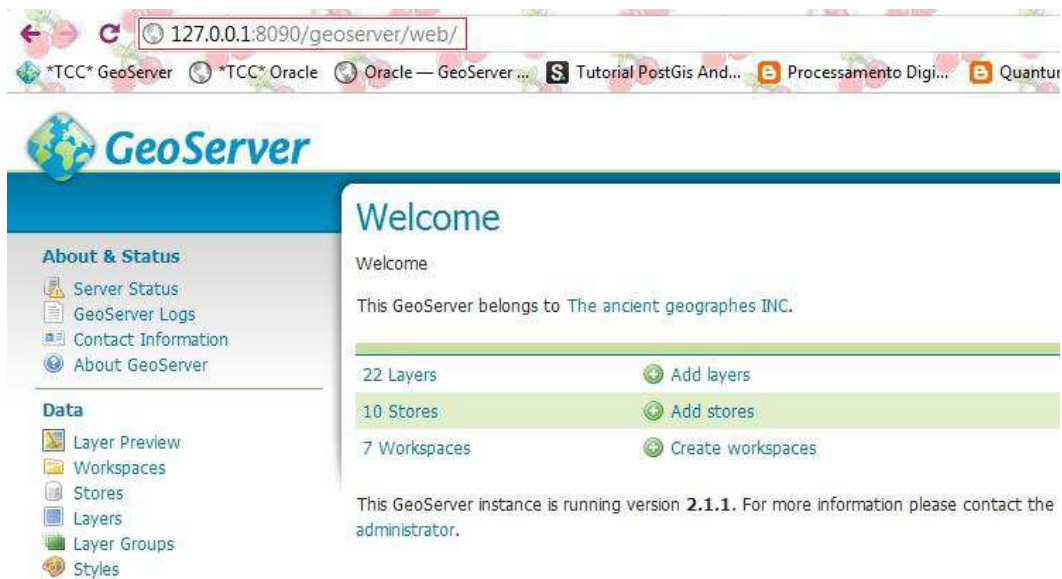 127.0.0.1:8090/geoserver/web/
*TCC* GeoServer *TCC* Oracle Oracle — GeoServer ... Tutorial PostGis And... Processamento Digi...
GeoServer
Welcome
About & Status
Server Status
GeoServer Logs
Contact Information
About GeoServer
Data
Layer Preview
Workspaces
Stores
Layers
Layer Groups
Styles
Welcome
This GeoServer belongs to The ancient geographes INC.
22 Layers Add layers
10 Stores Add stores
7 Workspaces Create workspaces
This GeoServer instance is running version 2.1.1. For more information please contact the
administrator.